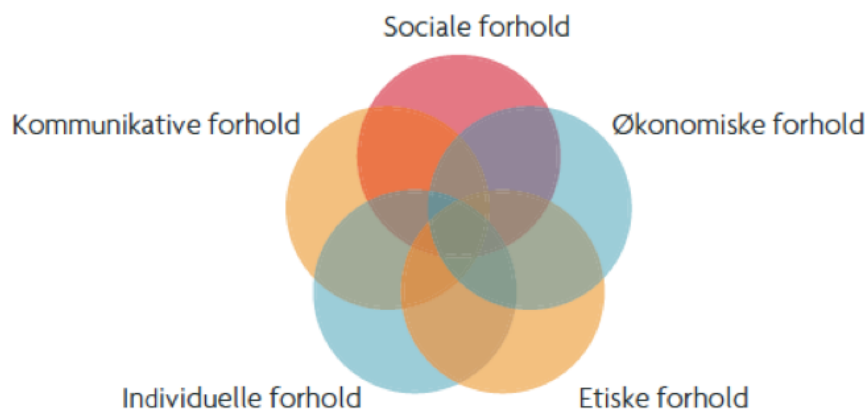 Sociale forhold
Kommunikative forhold
Økonomiske forhold
Individuelle forhold
Etiske forhold